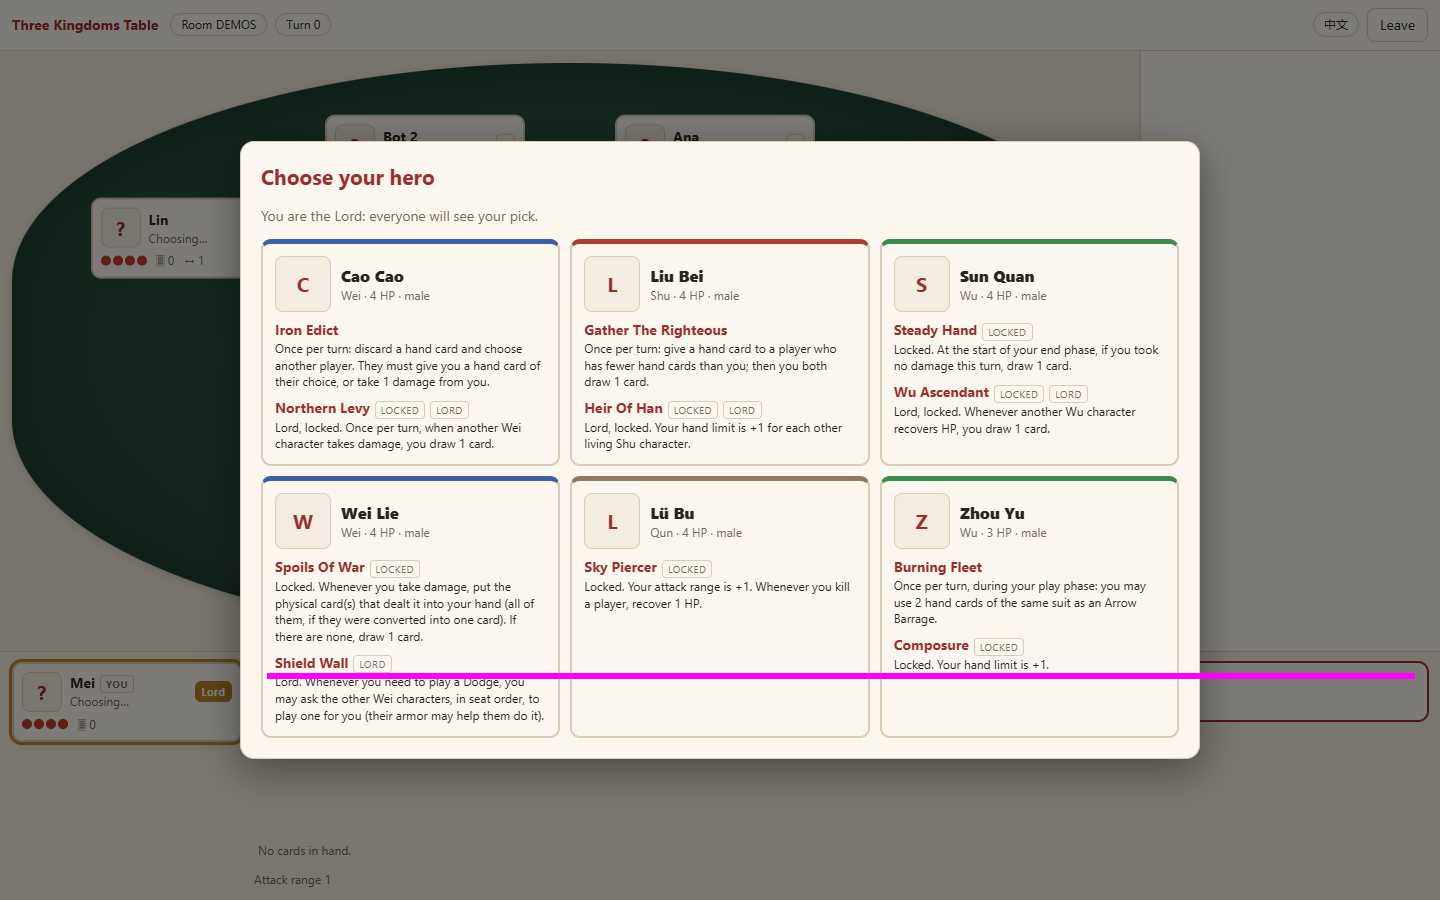 Three Kingdoms Table
Room DEMOS
Turn 0
中文
Leave
Bot 2
Ana
Lin
Choosing...
0
↔ 1
?
Choose your hero
You are the Lord: everyone will see your pick.
C
Cao Cao
Wei · 4 HP · male
Iron Edict
Once per turn: discard a hand card and choose
another player. They must give you a hand card of
their choice, or take 1 damage from you.
Northern Levy LOCKED LORD
Lord, locked. Once per turn, when another Wei
character takes damage, you draw 1 card.
L
Liu Bei
Shu · 4 HP · male
Gather The Righteous
Once per turn: give a hand card to a player who
has fewer hand cards than you; then you both
draw 1 card.
Heir Of Han LOCKED LORD
Lord, locked. Your hand limit is +1 for each other
living Shu character.
S
Sun Quan
Wu · 4 HP · male
Steady Hand LOCKED
Locked. At the start of your end phase, if you took
no damage this turn, draw 1 card.
Wu Ascendant LOCKED LORD
Lord, locked. Whenever another Wu character
recovers HP, you draw 1 card.
W
Wei Lie
Wei · 4 HP · male
Spoils Of War LOCKED
Locked. Whenever you take damage, put the
physical card(s) that dealt it into your hand (all of
them, if they were converted into one card). If
there are none, draw 1 card.
Shield Wall LORD
Lord. Whenever you need to play a Dodge, you
may ask the other Wei characters, in seat order, to
play one for you (their armor may help them do it).
L
Lü Bu
Qun · 4 HP · male
Sky Piercer LOCKED
Locked. Your attack range is +1. Whenever you kill
a player, recover 1 HP.
Z
Zhou Yu
Wu · 3 HP · male
Burning Fleet
Once per turn, during your play phase: you may
use 2 hand cards of the same suit as an Arrow
Barrage.
Composure LOCKED
Locked. Your hand limit is +1.
?
Mei YOU
Choosing...
Lord
0
No cards in hand.
Attack range 1